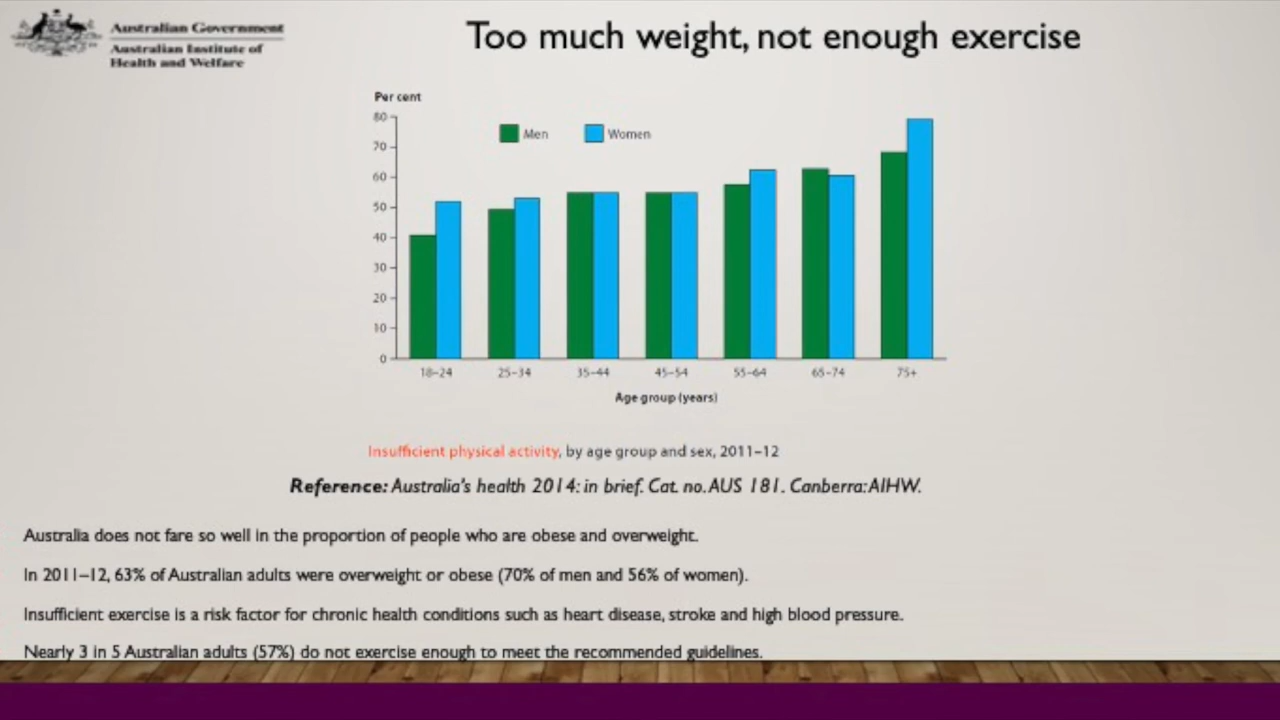 Australian Government
Australian Institute of
Health and Welfare
Too much weight, not enough exercise
Per cent
80
70
60
50
40
30
20
10
0
Men
Women
18–24
25–34
35–44
45–54
55–64
65–74
75+
Age group (years)
Insufficient physical activity, by age group and sex, 2011–12
Reference: Australia's health 2014: in brief. Cat. no. AUS 181. Canberra: AIHW.
Australia does not fare so well in the proportion of people who are obese and overweight.
In 2011–12, 63% of Australian adults were overweight or obese (70% of men and 56% of women).
Insufficient exercise is a risk factor for chronic health conditions such as heart disease, stroke and high blood pressure.
Nearly 3 in 5 Australian adults (57%) do not exercise enough to meet the recommended guidelines.